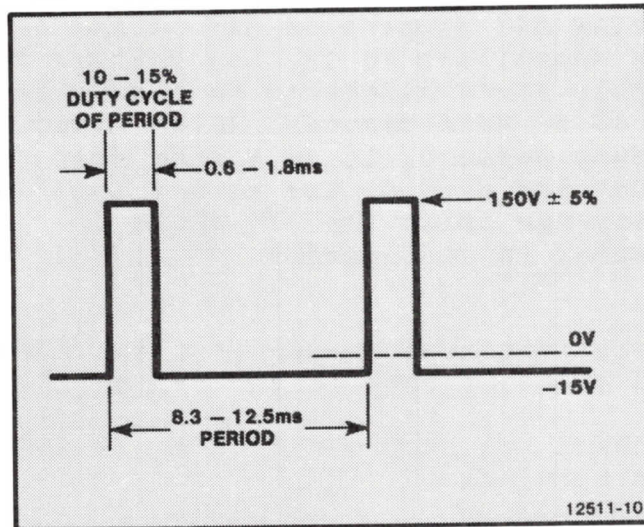 10 – 15%
DUTY CYCLE
OF PERIOD
0.6 – 1.8ms
150V ± 5%
0V
–15V
8.3 – 12.5ms
PERIOD
12511-10